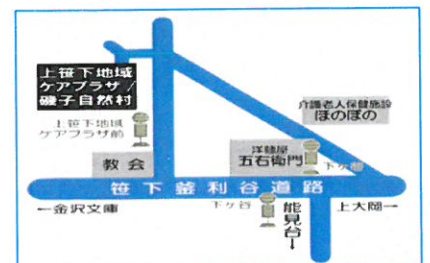 上笹下地域
ケアプラザ/
磯子自然村
上笹下地域
ケアプラザ前
介護老人保健施設
ほのぼの
洋麺屋
五右衛門
教会
下ヶ谷
笹下釜利谷道路
←金沢文庫
下ヶ谷
能見台→
上大岡→